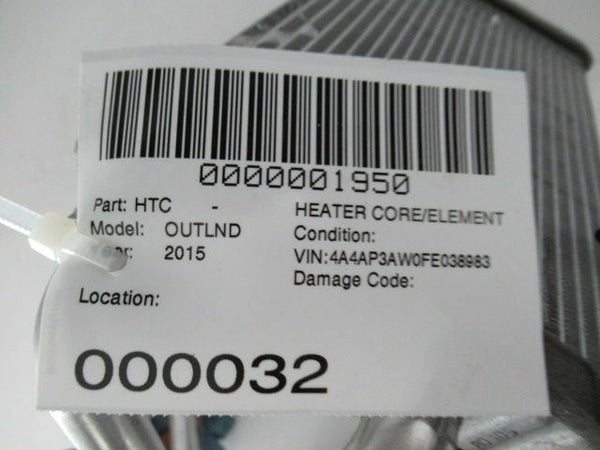 0000001950
Part: HTC - HEATER CORE/ELEMENT
Model: OUTLND Condition:
2015 VIN:4A4AP3AW0FE038983
Damage Code:
Location:
000032